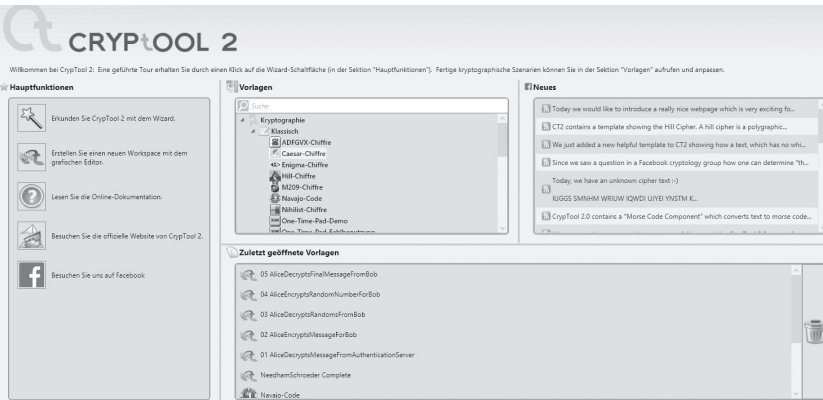 CRYPtOOL 2
Willkommen bei CrypTool 2: Eine geführte Tour erhalten Sie durch einen Klick auf die Wizard-Schaltfläche (in der Sektion "Hauptfunktionen"). Fertige kryptographische Szenarien können Sie in der Sektion "Vorlagen" aufrufen und anpassen.
Hauptfunktionen
Erkunden Sie CrypTool 2 mit dem Wizard.
Erstellen Sie einen neuen Workspace mit dem
grafischen Editor.
Lesen Sie die Online-Dokumentation.
Besuchen Sie die offizielle Website von CrypTool 2.
Besuchen Sie uns auf Facebook
Vorlagen
Suche
Kryptographie
Klassisch
ADFGVX-Chiffre
Caesar-Chiffre
Enigma-Chiffre
Hill-Chiffre
M209-Chiffre
Navajo-Code
Nihilist-Chiffre
One-Time-Pad-Demo
One-Time-Pad-Fehlbenutzung
Neues
Today we would like to introduce a really nice webpage which is very exciting fo...
CT2 contains a template showing the Hill Cipher. A hill cipher is a polygraphic...
We just added a new helpful template to CT2 showing how a text, which has no whi...
Since we saw a question in a Facebook cryptology group how one can determine "th...
Today, we have an unknown cipher text :-)
IUGGS SMNHM WRIUW IQWDI UJYEI YNSTM K...
CrypTool 2.0 contains a "Morse Code Component" which converts text to morse code...
Zuletzt geöffnete Vorlagen
05 AliceDecryptsFinalMessageFromBob
04 AliceEncryptsRandomNumberForBob
03 AliceDecryptsRandomsFromBob
02 AliceEncryptsMessageForBob
01 AliceDecryptsMessageFromAuthenticationServer
NeedhamSchroeder Complete
Navajo-Code